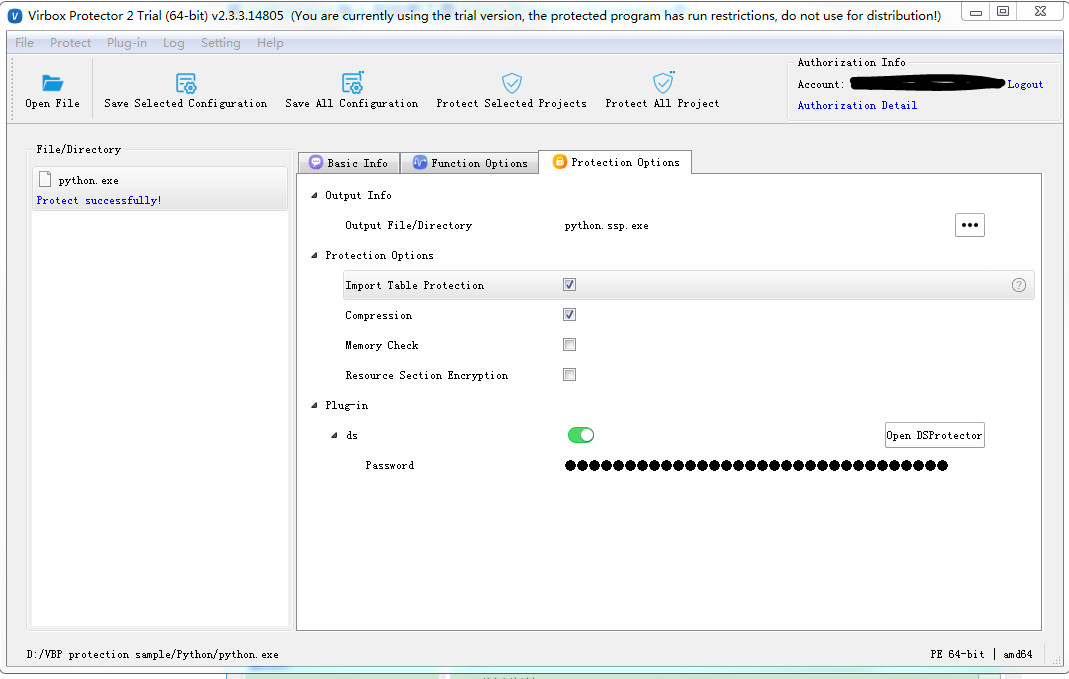 Virbox Protector 2 Trial (64-bit) v2.3.3.14805 (You are currently using the trial version, the protected program has run restrictions, do not use for distribution!)
File Protect Plug-in Log Setting Help
Authorization Info
Account: Logout
Authorization Detail
Open File Save Selected Configuration Save All Configuration Protect Selected Projects Protect All Project
File/Directory
python.exe
Protect successfully!
Basic Info Function Options Protection Options
Output Info
Output File/Directory python.ssp.exe
Protection Options
Import Table Protection
Compression
Memory Check
Resource Section Encryption
Plug-in
ds Open DSProtector
Password
D:/VBP protection sample/Python/python.exe PE 64-bit | amd64